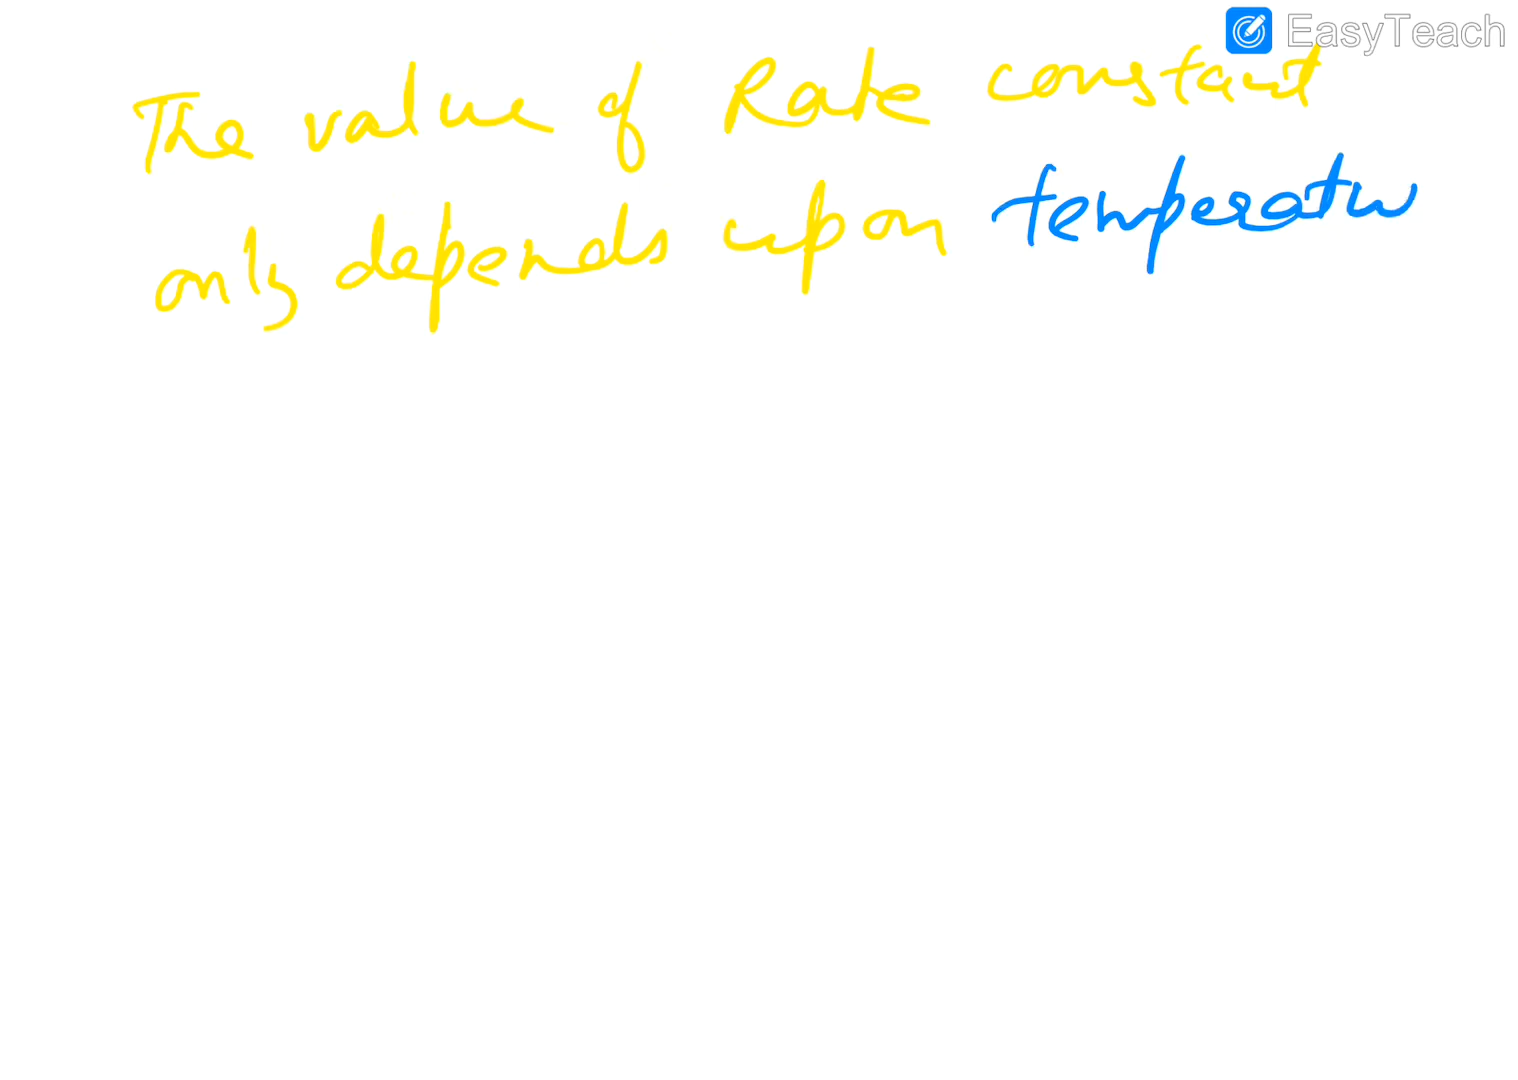 EasyTeach
The value of Rate constant
only depends upon temperatu